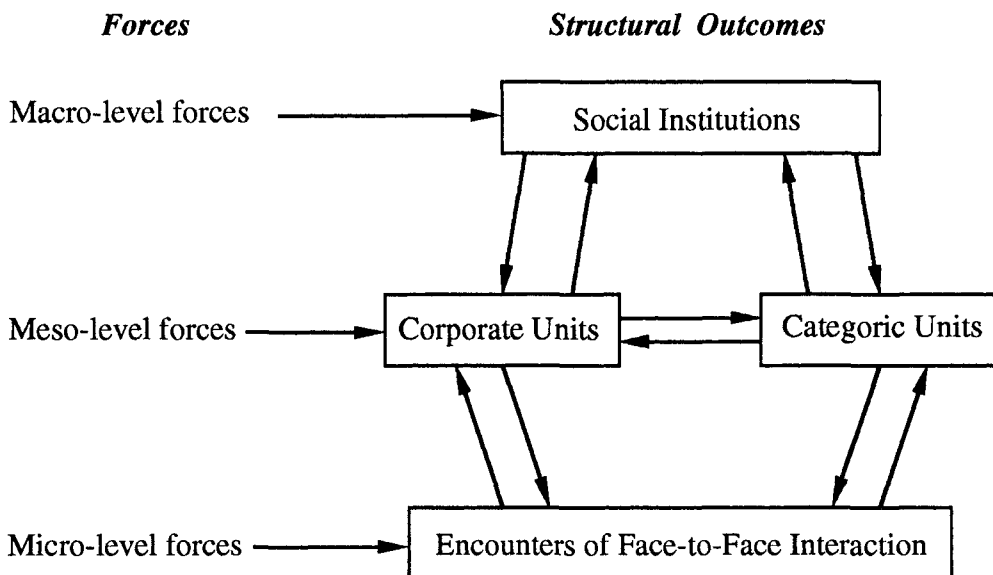 Forces Structural Outcomes
Macro-level forces Social Institutions
Meso-level forces Corporate Units Categoric Units
Micro-level forces Encounters of Face-to-Face Interaction